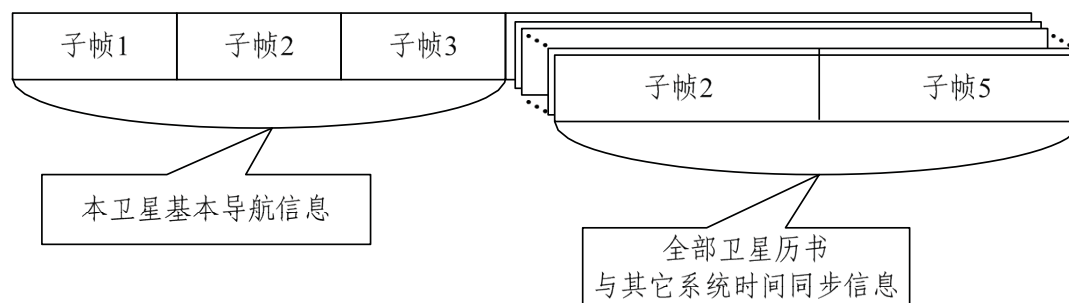 子帧1 子帧2 子帧3
子帧2 子帧5
本卫星基本导航信息
全部卫星历书
与其它系统时间同步信息